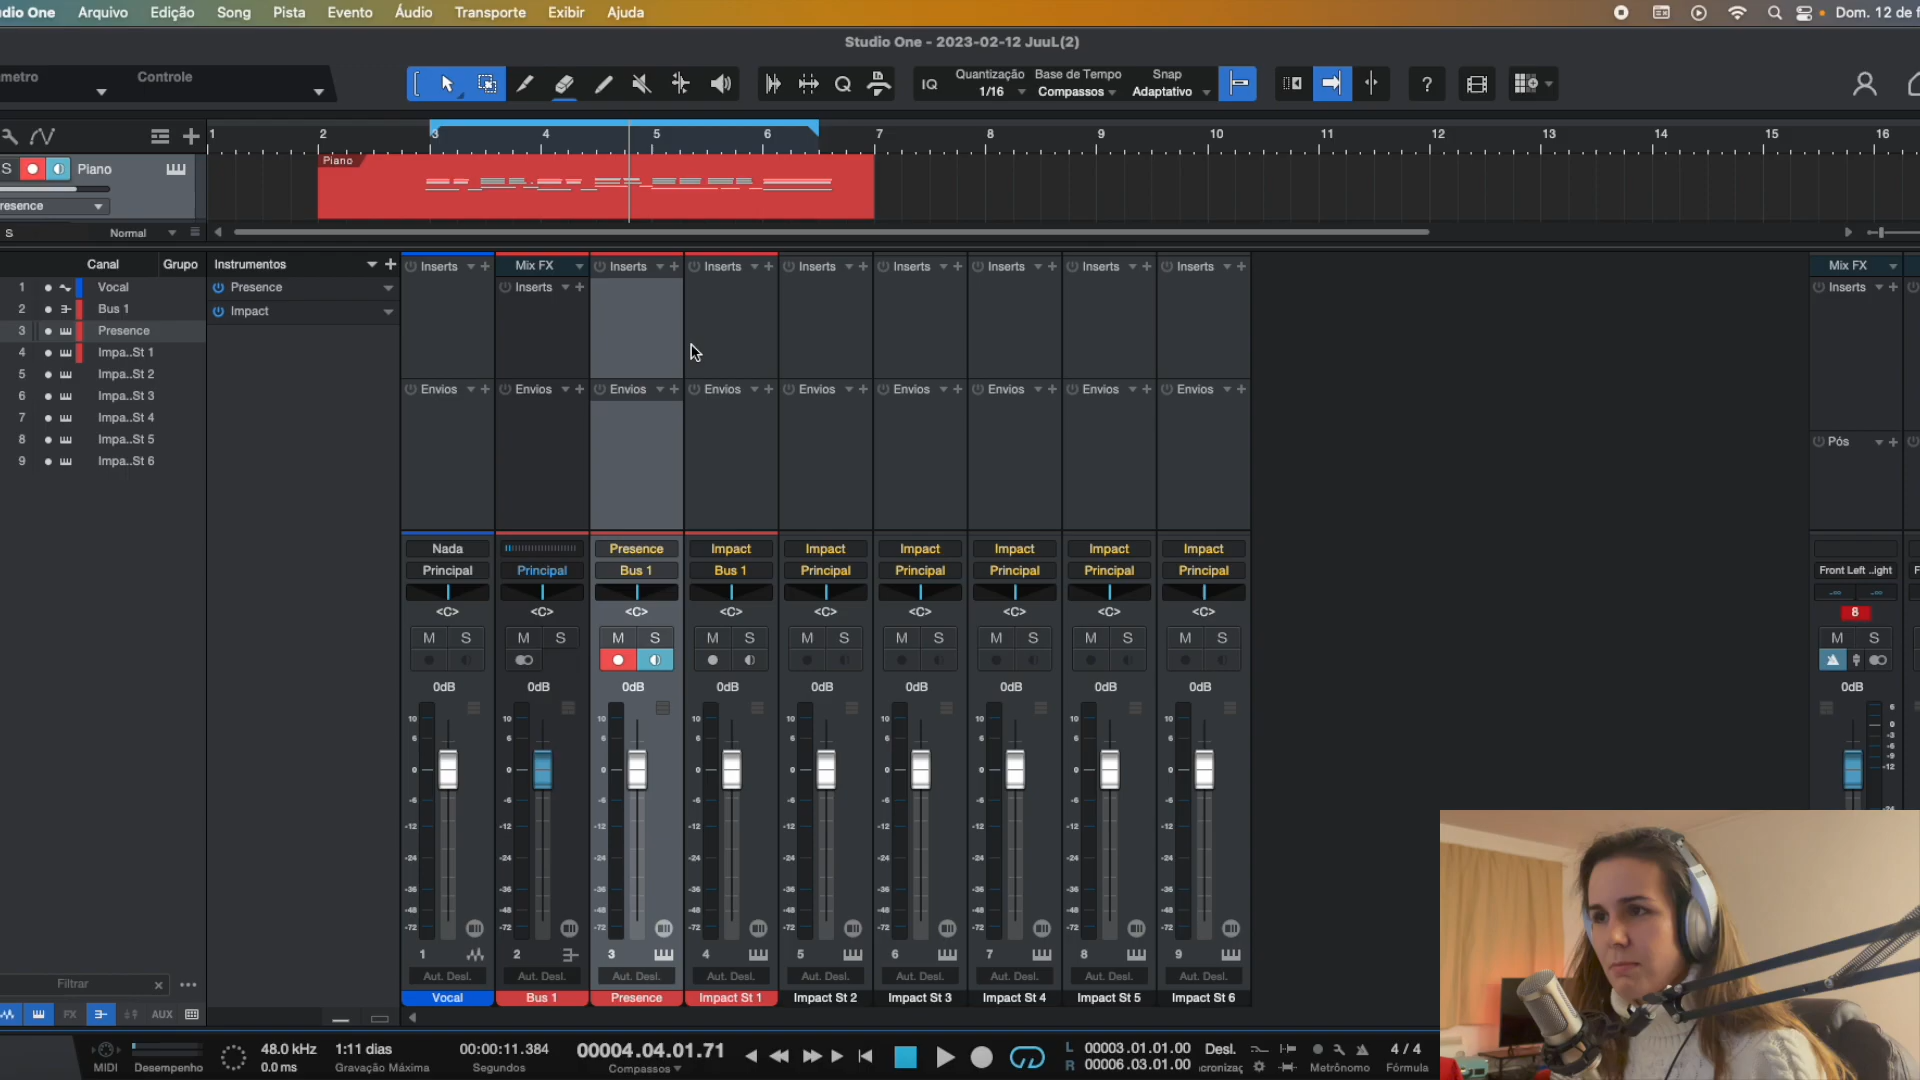 dio One Arquivo Edição Song Pista Evento Áudio Transporte Exibir Ajuda Dom. 12 de f
Studio One - 2023-02-12 JuuL(2)
metro Controle
IQ Quantização 1/16 Base de Tempo Compassos Snap Adaptativo ?
1 2 3 4 5 6 7 8 9 10 11 12 13 14 15 16
S Piano
Piano
resence
S Normal
Canal Grupo
1 Vocal
2 Bus 1
3 Presence
4 Impa..St 1
5 Impa..St 2
6 Impa..St 3
7 Impa..St 4
8 Impa..St 5
9 Impa..St 6
Instrumentos
Presence
Impact
Inserts Mix FX Inserts Inserts Inserts Inserts Inserts Inserts Inserts Mix FX
Inserts Inserts
Envios Envios Envios Envios Envios Envios Envios Envios Envios
Pós
Nada Presence Impact Impact Impact Impact Impact Impact
Principal Principal Bus 1 Bus 1 Principal Principal Principal Principal Principal Front Left ..ight F
<C> <C> <C> <C> <C> <C> <C> <C> <C> 8
M S M S M S M S M S M S M S M S M S M S
0dB 0dB 0dB 0dB 0dB 0dB 0dB 0dB 0dB 0dB
10 10 10 10 10 10 10 10 10 6
6 6 6 6 6 6 6 6 6 0
0 0 0 0 0 0 0 0 0 -3
-6 -6 -6 -6 -6 -6 -6 -6 -6 -6
-12 -12 -12 -12 -12 -12 -12 -12 -12 -9
-24 -24 -24 -24 -24 -24 -24 -24 -24 -12
-36 -36 -36 -36 -36 -36 -36 -36 -36
-48 -48 -48 -48 -48 -48 -48 -48 -48
-72 -72 -72 -72 -72 -72 -72 -72 -72
1 2 3 4 5 6 7 8 9
Aut. Desl. Aut. Desl. Aut. Desl. Aut. Desl. Aut. Desl. Aut. Desl. Aut. Desl. Aut. Desl. Aut. Desl.
Vocal Bus 1 Presence Impact St 1 Impact St 2 Impact St 3 Impact St 4 Impact St 5 Impact St 6
Filtrar
FX AUX
48.0 kHz 1:11 dias 00:00:11.384 00004.04.01.71 L 00003.01.01.00 Desl. 4 / 4
MIDI Desempenho 0.0 ms Gravação Máxima Segundos Compassos R 00006.03.01.00 cronizaç Metrônomo Fórmula